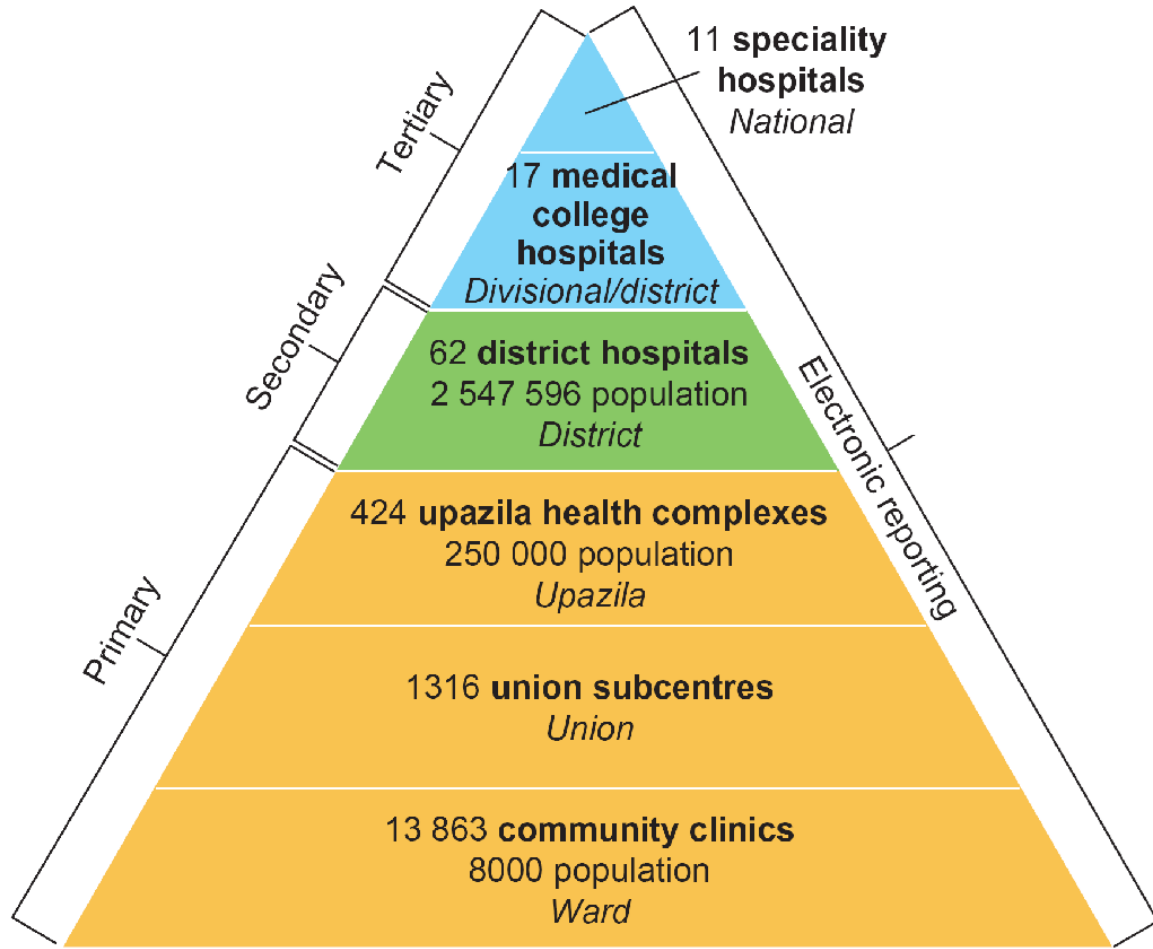 11 speciality
hospitals
National
Tertiary
17 medical
college
hospitals
Divisional/district
Secondary
62 district hospitals
2 547 596 population
District
Electronic reporting
Primary
424 upazila health complexes
250 000 population
Upazila
1316 union subcentres
Union
13 863 community clinics
8000 population
Ward